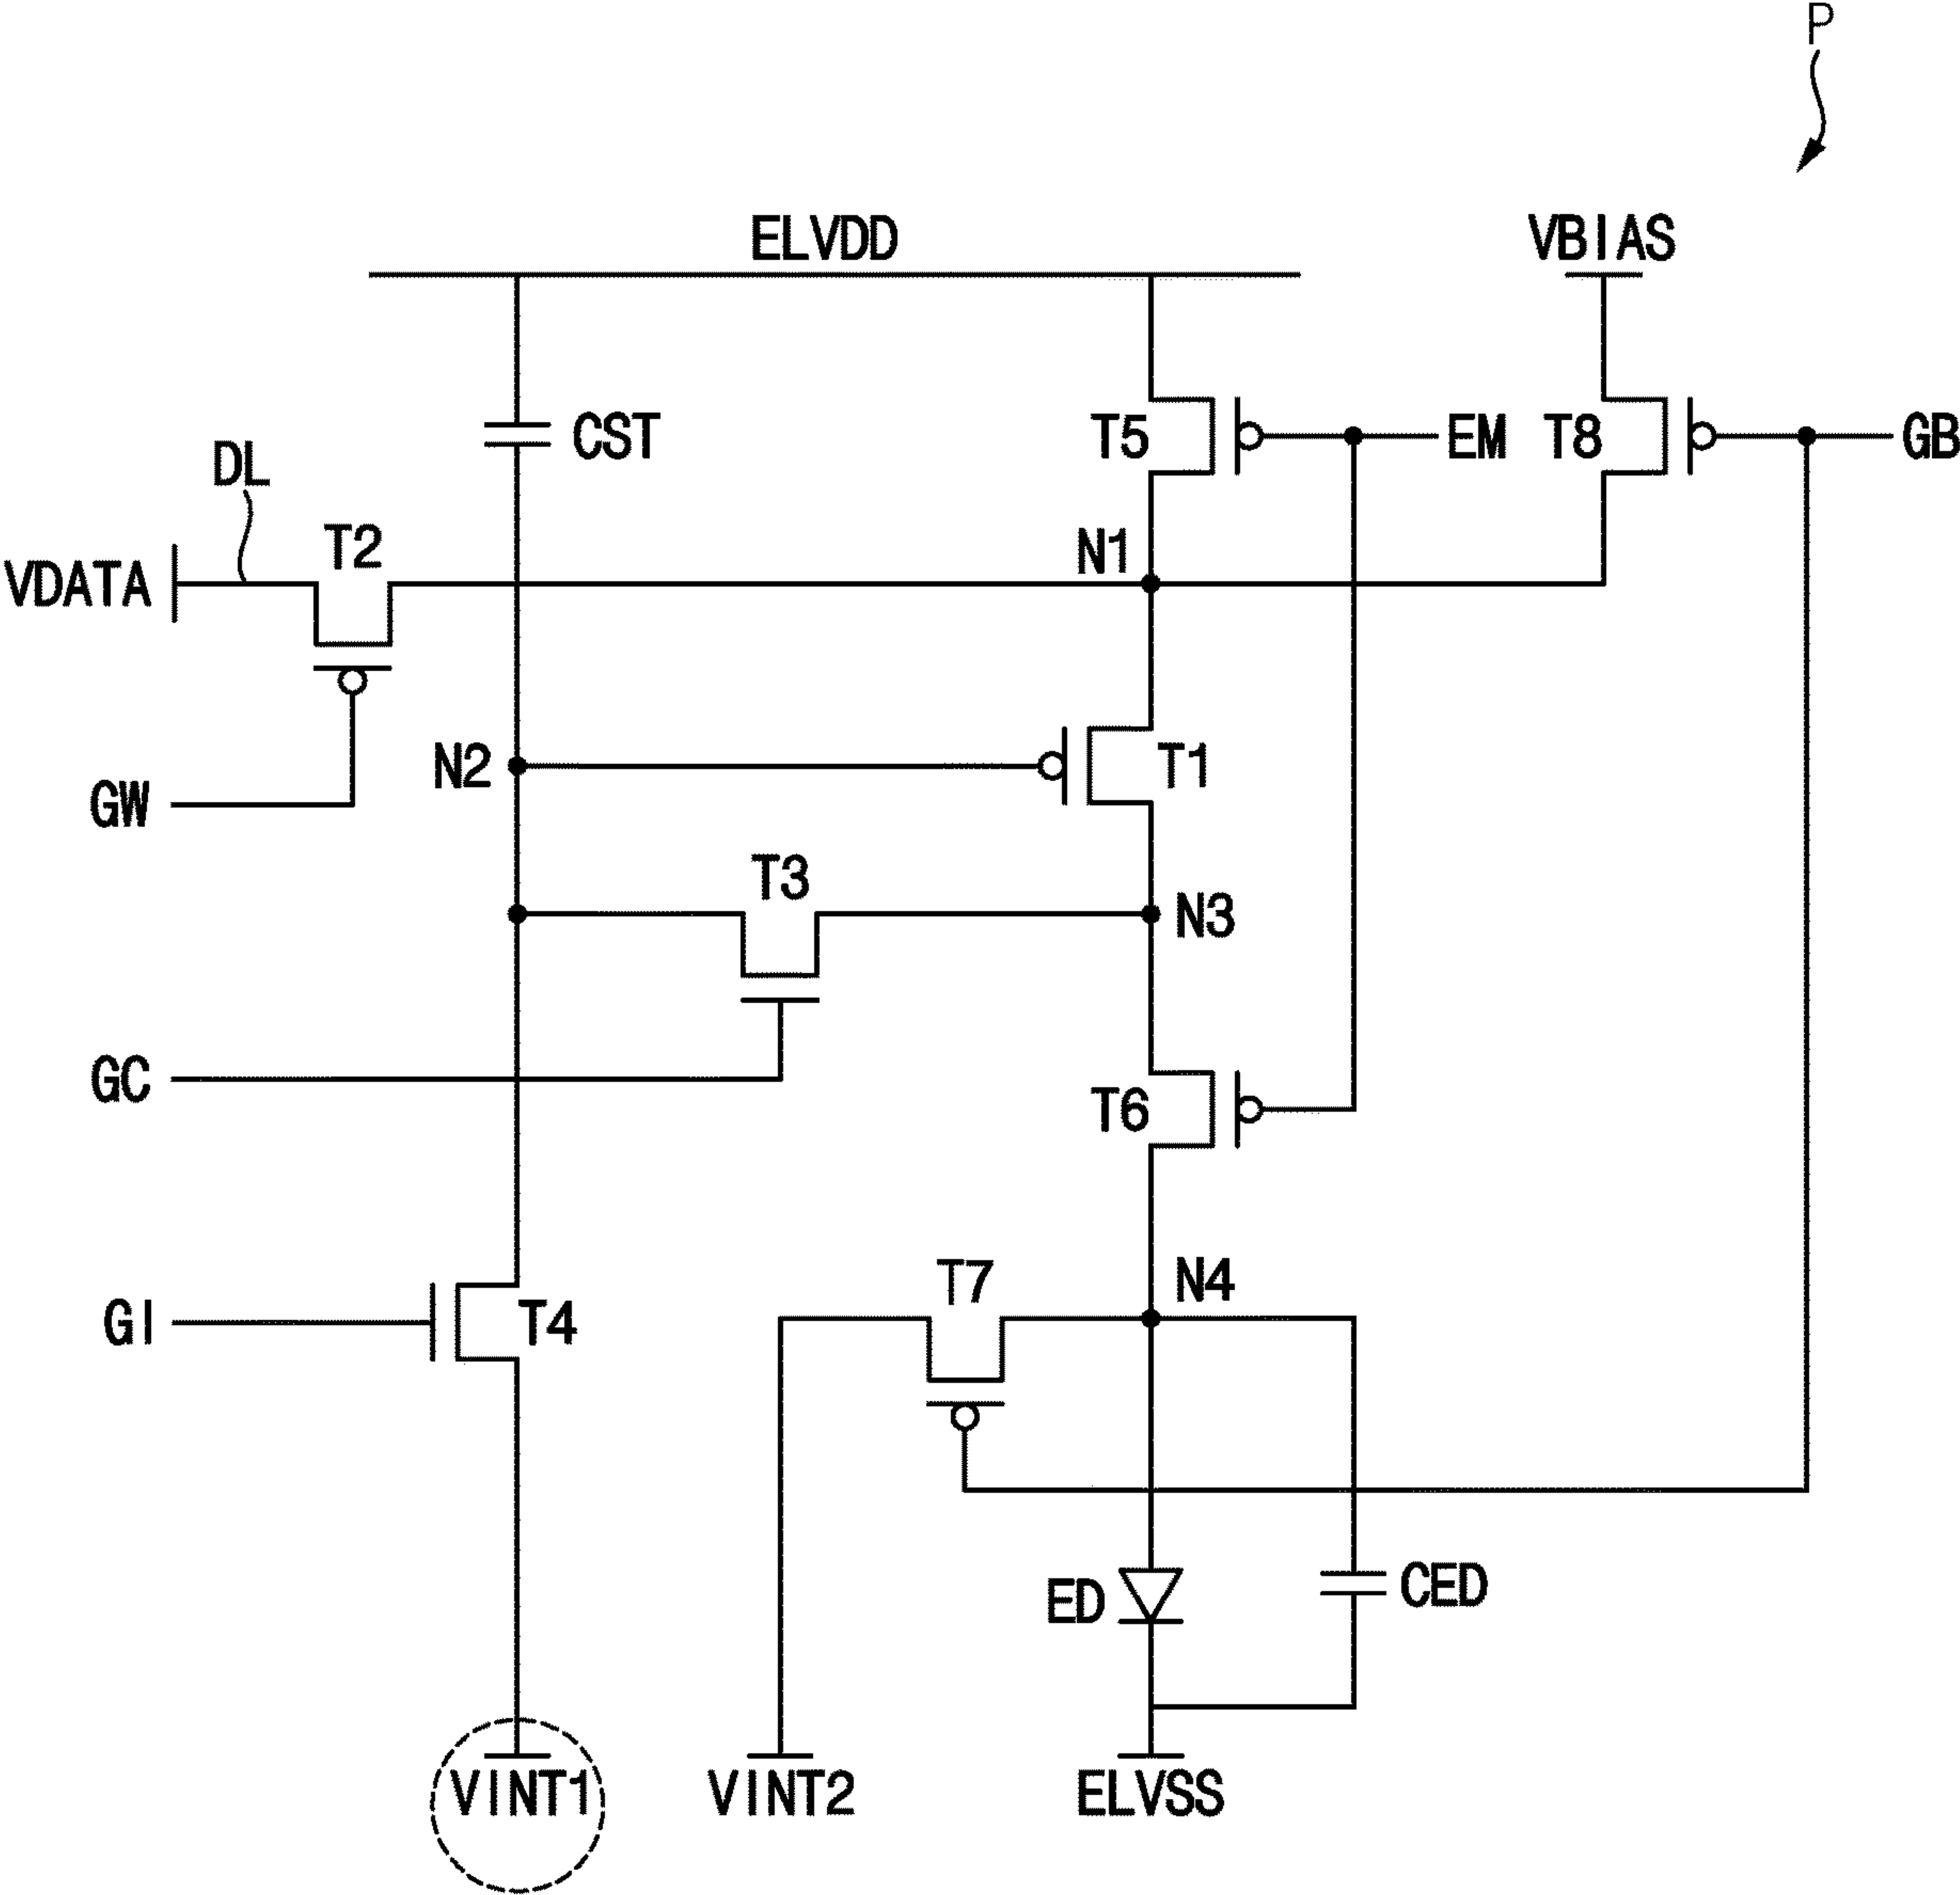 P
ELVDD
VBIAS
CST
T5
EM
T8
GB
DL
T2
N1
VDATA
N2
T1
GW
T3
N3
GC
T6
T7
N4
GI
T4
ED
CED
VINT1
VINT2
ELVSS